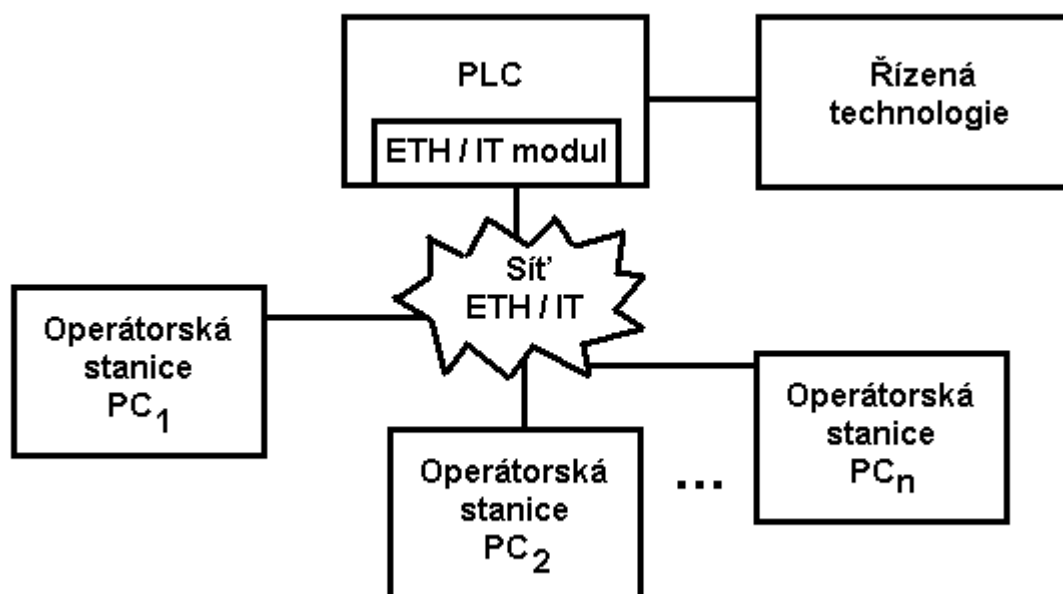 PLC
ETH / IT modul
Řízená
technologie
Síť
ETH / IT
Operátorská
stanice
PC1
Operátorská
stanice
PC2
...
Operátorská
stanice
PCn